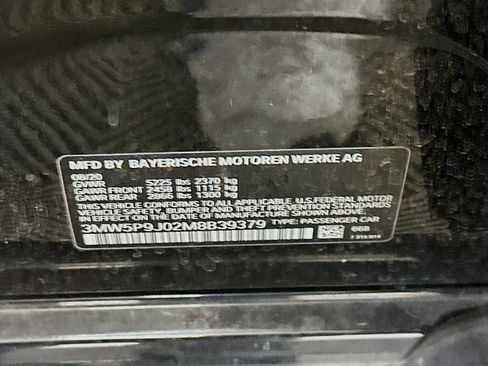 MFD BY BAYERISCHE MOTOREN WERKE AG
08/20
GVWR 5225 lbs 2370 kg
GAWR FRONT 2458 lbs 1115 kg
GAWR REAR 2866 lbs 1300 kg
THIS VEHICLE CONFORMS TO ALL APPLICABLE U.S. FEDERAL MOTOR
VEHICLE SAFETY, BUMPER, AND THEFT PREVENTION STANDARDS
IN EFFECT ON THE DATE OF MANUFACTURE SHOWN ABOVE.
3MW5P9J02M8B39379 TYPE: PASSENGER CAR
668